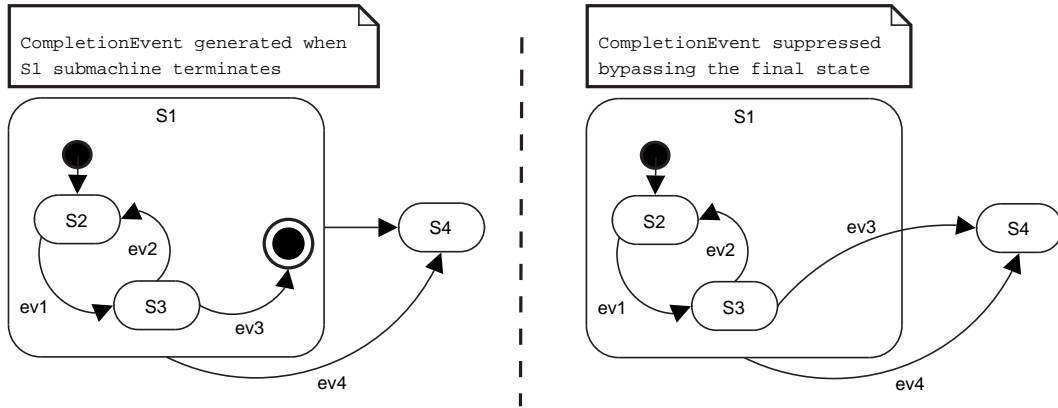 CompletionEvent generated when
S1 submachine terminates
S1
S2
ev2
S4
ev1
S3
ev3
ev4
CompletionEvent suppressed
bypassing the final state
S1
S2
ev3
S4
ev2
ev1
S3
ev4